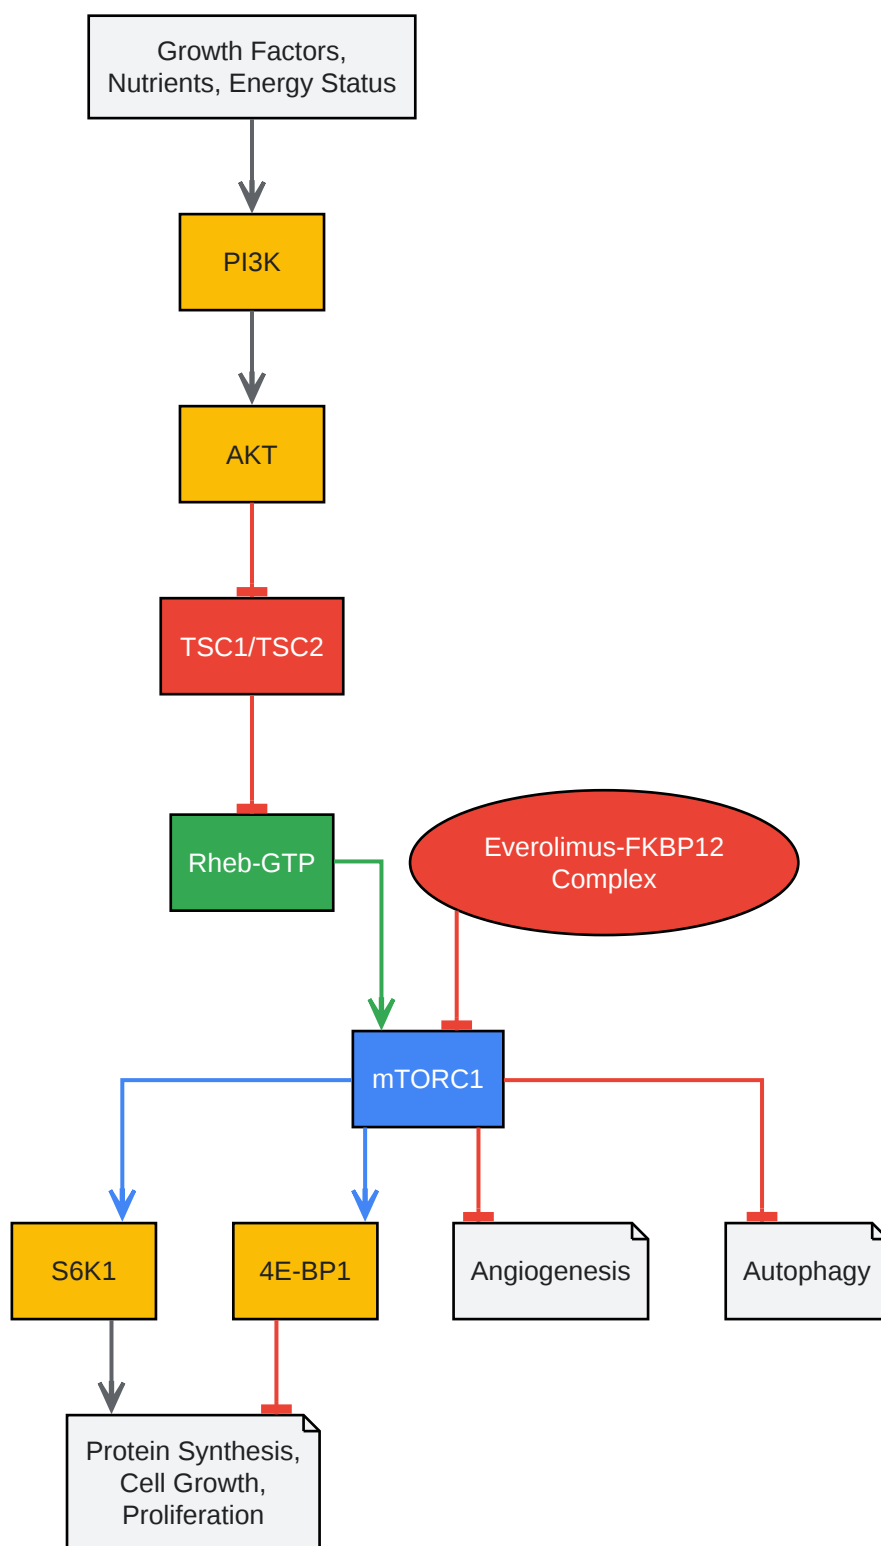 Growth Factors,
Nutrients, Energy Status
PI3K
AKT
TSC1/TSC2
Rheb-GTP
Everolimus-FKBP12
Complex
mTORC1
S6K1
4E-BP1
Angiogenesis
Autophagy
Protein Synthesis,
Cell Growth,
Proliferation